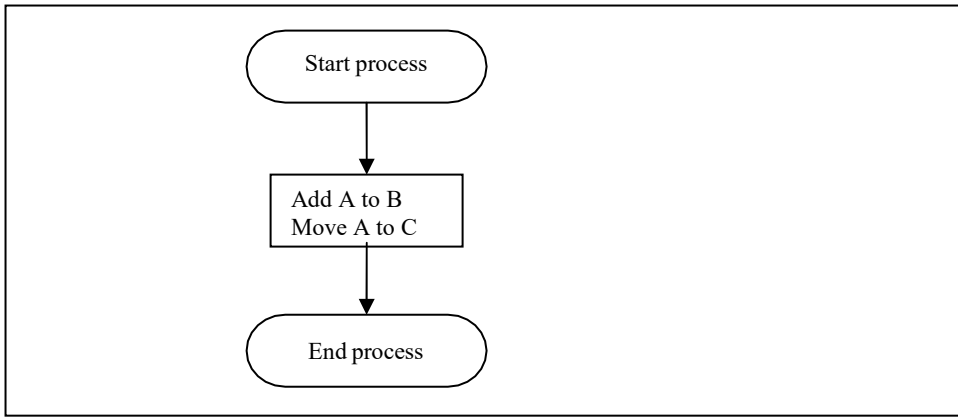 Start process
Add A to B
Move A to C
End process